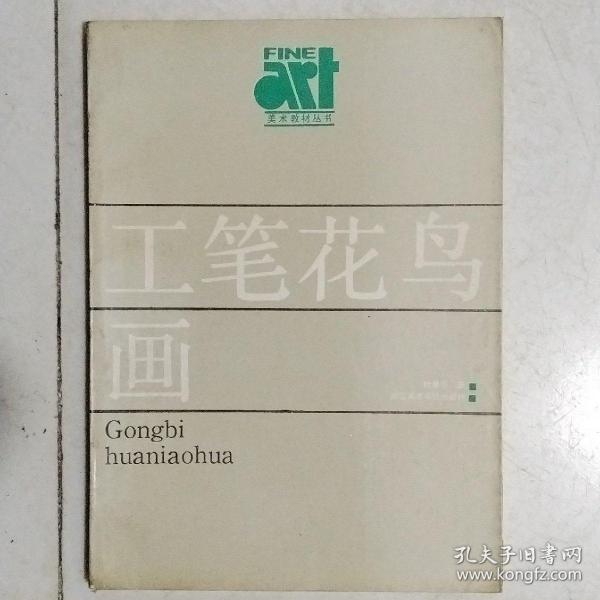 FINE
art
美术教材丛书
工笔花鸟
画
Gongbi
huaniaohua
孔夫子旧书网
www.kongfz.com